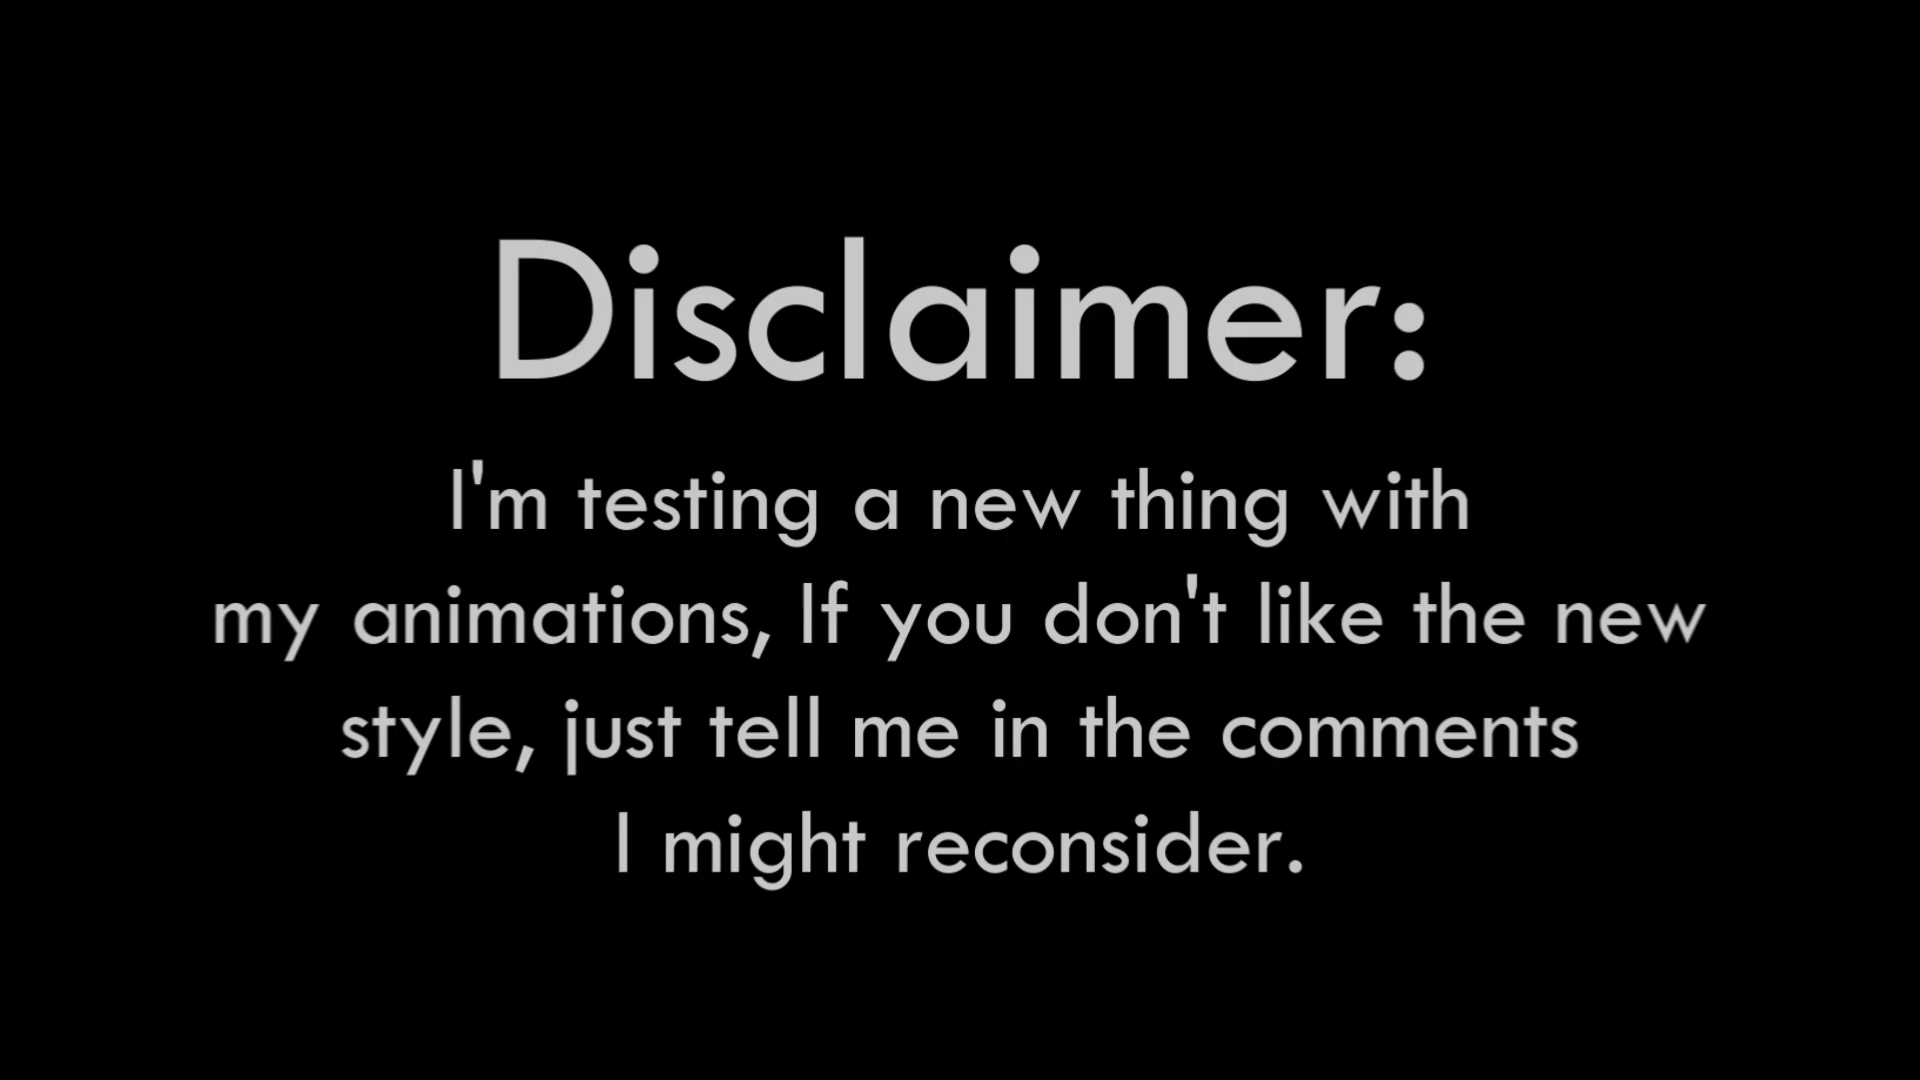 Disclaimer:
I'm testing a new thing with
my animations, If you don't like the new
style, just tell me in the comments
I might reconsider.